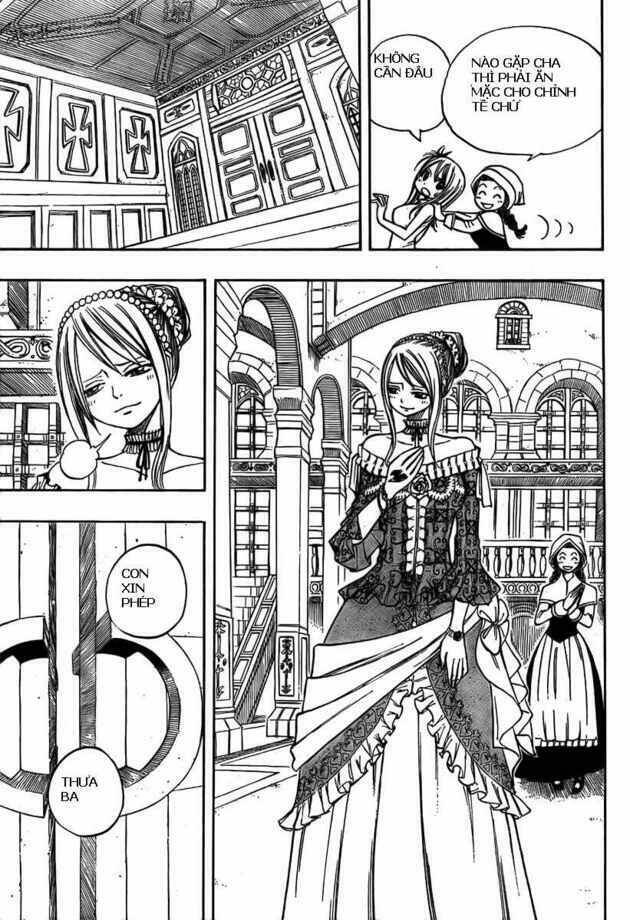 NÀO GẶP CHA
THÌ PHẢI ĂN
MẶC CHO CHỈNH
TỀ CHỨ
KHÔNG
CẦN ĐÂU
CON
XIN
PHÉP
THƯA
BA